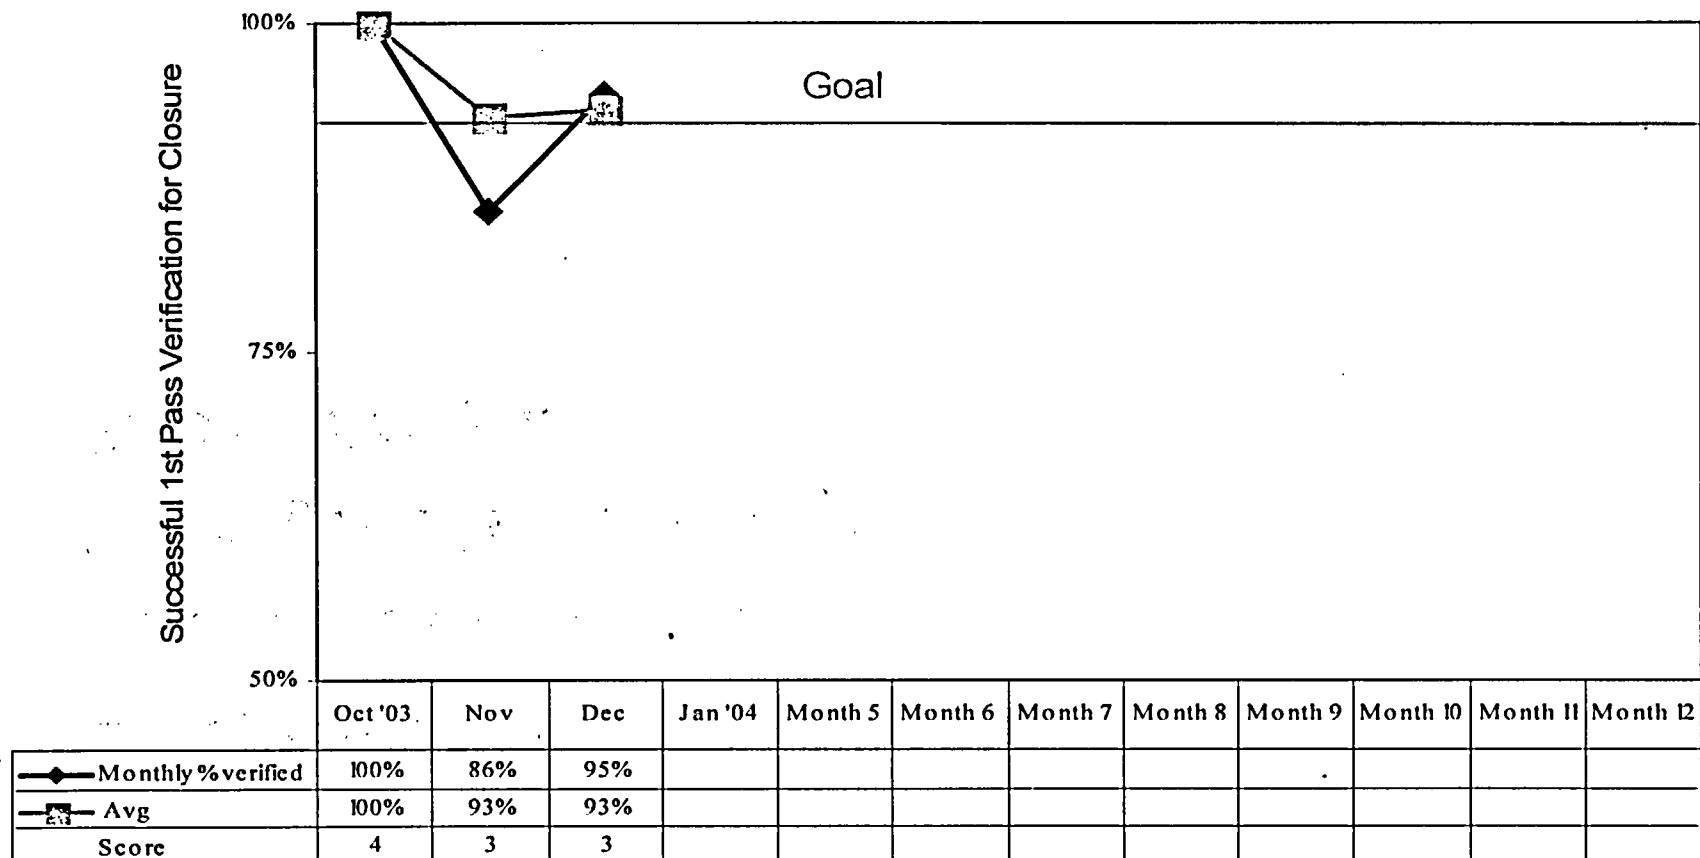 100%
Goal
Successful 1st Pass Verification for Closure
75%
50%
Oct '03 Nov Dec Jan '04 Month 5 Month 6 Month 7 Month 8 Month 9 Month 10 Month 11 Month 12
Monthly % verified 100% 86% 95%
Avg 100% 93% 93%
Score 4 3 3